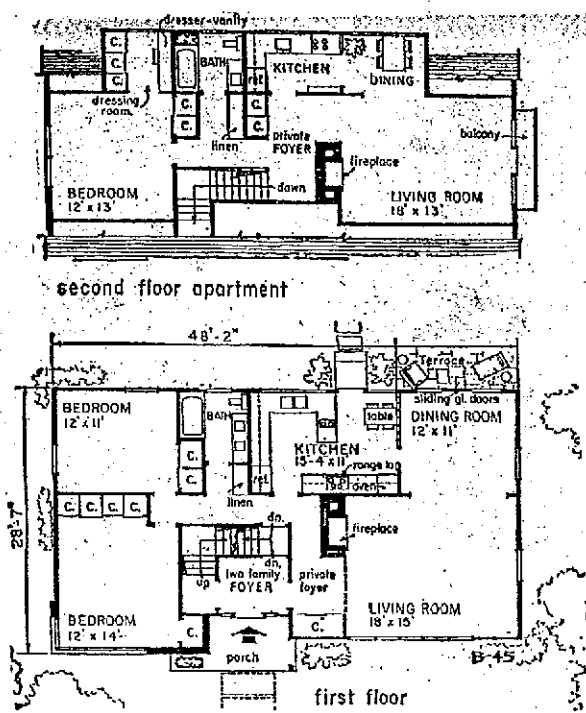 dresser-vanity
C.
C.
C.
BATH
KITCHEN
DINING
ref.
dressing room
C.
C.
C.
C.
linen
private FOYER
balcony
fireplace
BEDROOM
12' x 13'
down
LIVING ROOM
18' x 13'
second floor apartment
48'-2"
Terrace
sliding gl. doors
BEDROOM
12' x 11'
BATH
table
DINING ROOM
12' x 11'
KITCHEN
15-4 x 11'
C.
C.
ref.
range top
oven
C. C. C. C.
linen
28'-7"
dn.
fireplace
up
dn.
two family
FOYER
private
foyer
BEDROOM
12' x 14'
C.
C.
LIVING ROOM
18' x 15'
porch
B-45
first floor